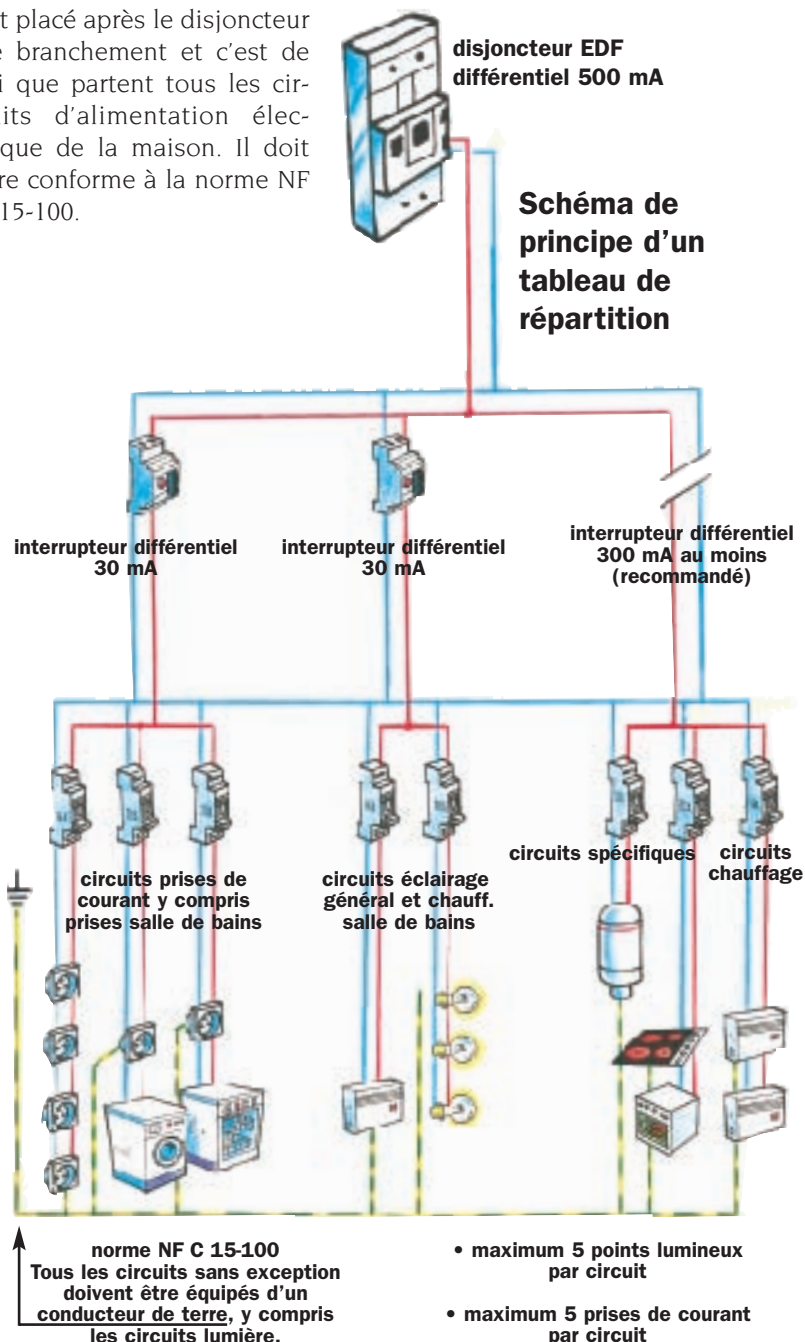 t placé après le disjoncteur
e branchement et c'est de
i que partent tous les cir-
uits d'alimentation élec-
que de la maison. Il doit
re conforme à la norme NF
15-100.
disjoncteur EDF
différentiel 500 mA
Schéma de
principe d'un
tableau de
répartition
interrupteur différentiel
30 mA
interrupteur différentiel
30 mA
interrupteur différentiel
300 mA au moins
(recommandé)
circuits prises de
courant y compris
prises salle de bains
circuits éclairage
général et chauff.
salle de bains
circuits spécifiques
circuits
chauffage
norme NF C 15-100
Tous les circuits sans exception
doivent être équipés d'un
conducteur de terre, y compris
les circuits lumière.
• maximum 5 points lumineux
par circuit
• maximum 5 prises de courant
par circuit